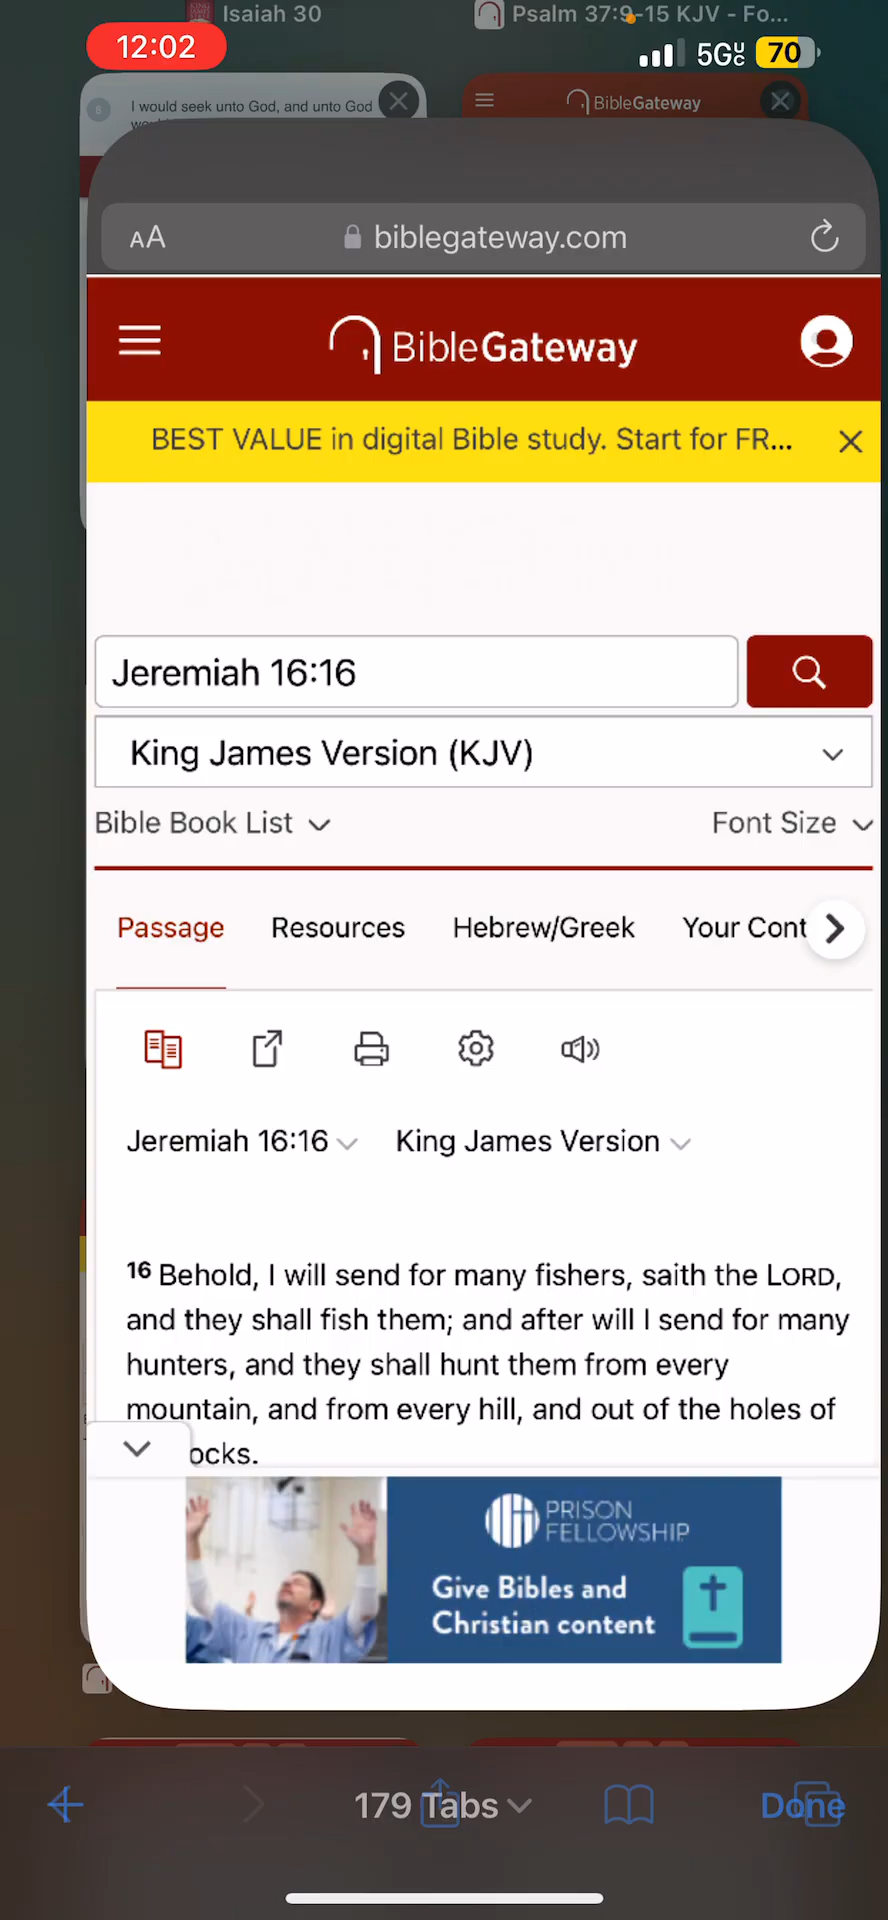 Isaiah 30
Psalm 37:9-15 KJV - Fo...
12:02
5G
70
8 I would seek unto God, and unto God
BibleGateway
AA
biblegateway.com
BibleGateway
BEST VALUE in digital Bible study. Start for FR...
Jeremiah 16:16
King James Version (KJV)
Bible Book List
Font Size
Passage
Resources
Hebrew/Greek
Your Cont
Jeremiah 16:16
King James Version
16 Behold, I will send for many fishers, saith the LORD,
and they shall fish them; and after will I send for many
hunters, and they shall hunt them from every
mountain, and from every hill, and out of the holes of
ocks.
PRISON
FELLOWSHIP
Give Bibles and
Christian content
179 Tabs
Done